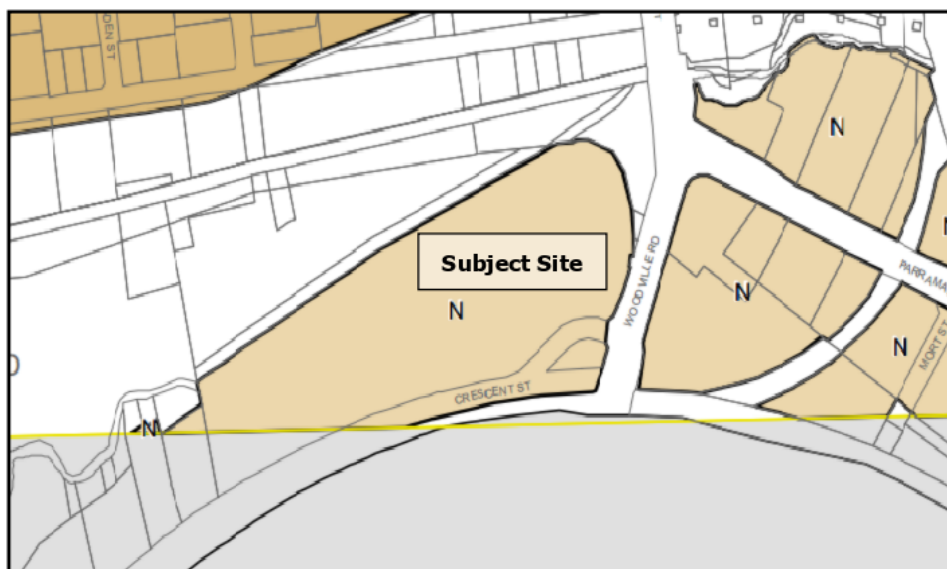 DEN ST
N
N
Subject Site
WOODVILLE RD
N
N
PARRAMA
N
MORT ST
CRESCENT ST
N